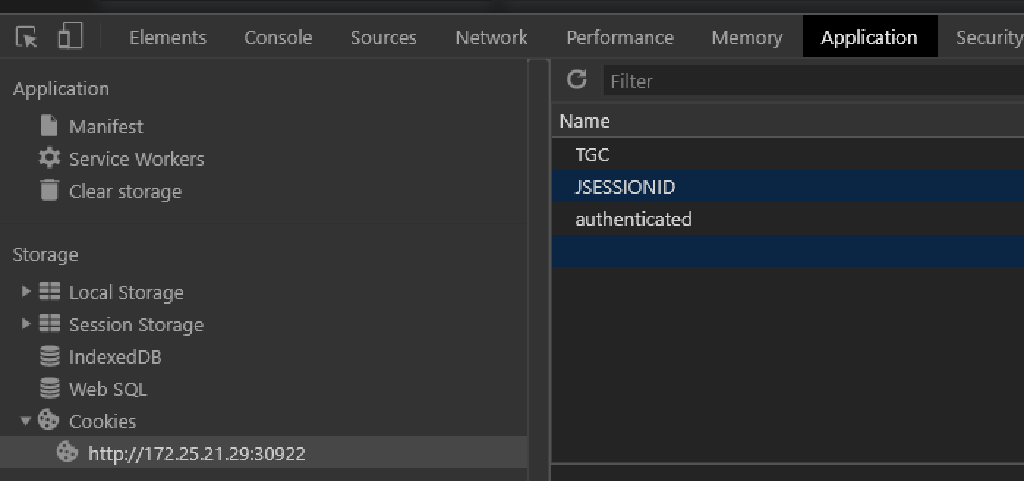 Elements Console Sources Network Performance Memory Application Security
Application
Manifest
Service Workers
Clear storage
Storage
Local Storage
Session Storage
IndexedDB
Web SQL
Cookies
http://172.25.21.29:30922
Filter
Name
TGC
JSESSIONID
authenticated